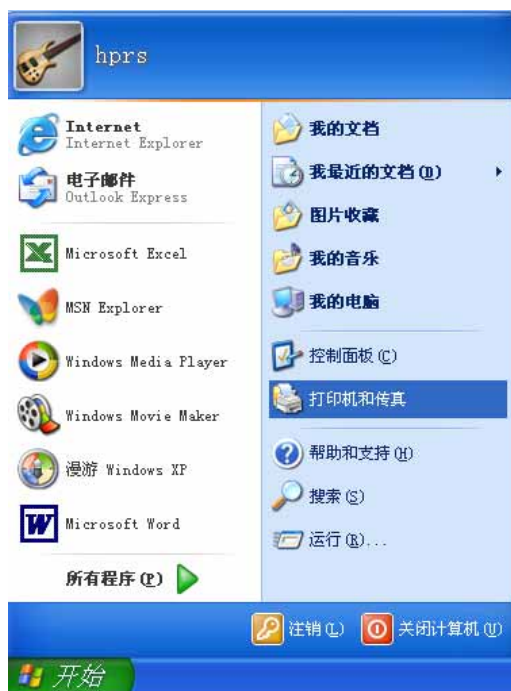 hprs
Internet
Internet Explorer
电子邮件
Outlook Express
Microsoft Excel
MSN Explorer
Windows Media Player
Windows Movie Maker
漫游 Windows XP
Microsoft Word
所有程序(P)
我的文档
我最近的文档(D)
图片收藏
我的音乐
我的电脑
控制面板(C)
打印机和传真
帮助和支持(H)
搜索(S)
运行(R)...
注销(L)
关闭计算机(U)
开始